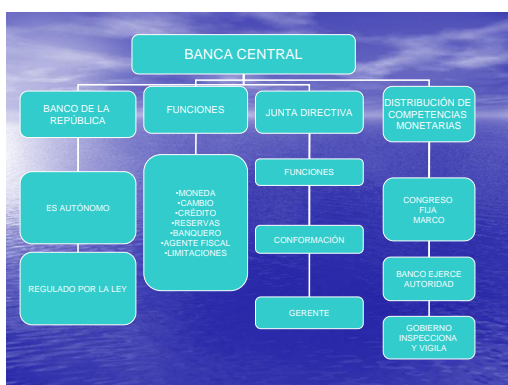 BANCA CENTRAL
BANCO DE LA
REPÚBLICA
ES AUTÓNOMO
REGULADO POR LA LEY
FUNCIONES
•MONEDA
•CAMBIO
•CRÉDITO
•RESERVAS
•BANQUERO
•AGENTE FISCAL
•LIMITACIONES
JUNTA DIRECTIVA
FUNCIONES
CONFORMACIÓN
GERENTE
DISTRIBUCIÓN DE
COMPETENCIAS
MONETARIAS
CONGRESO
FIJA
MARCO
BANCO EJERCE
AUTORIDAD
GOBIERNO
INSPECCIONA
Y VIGILA